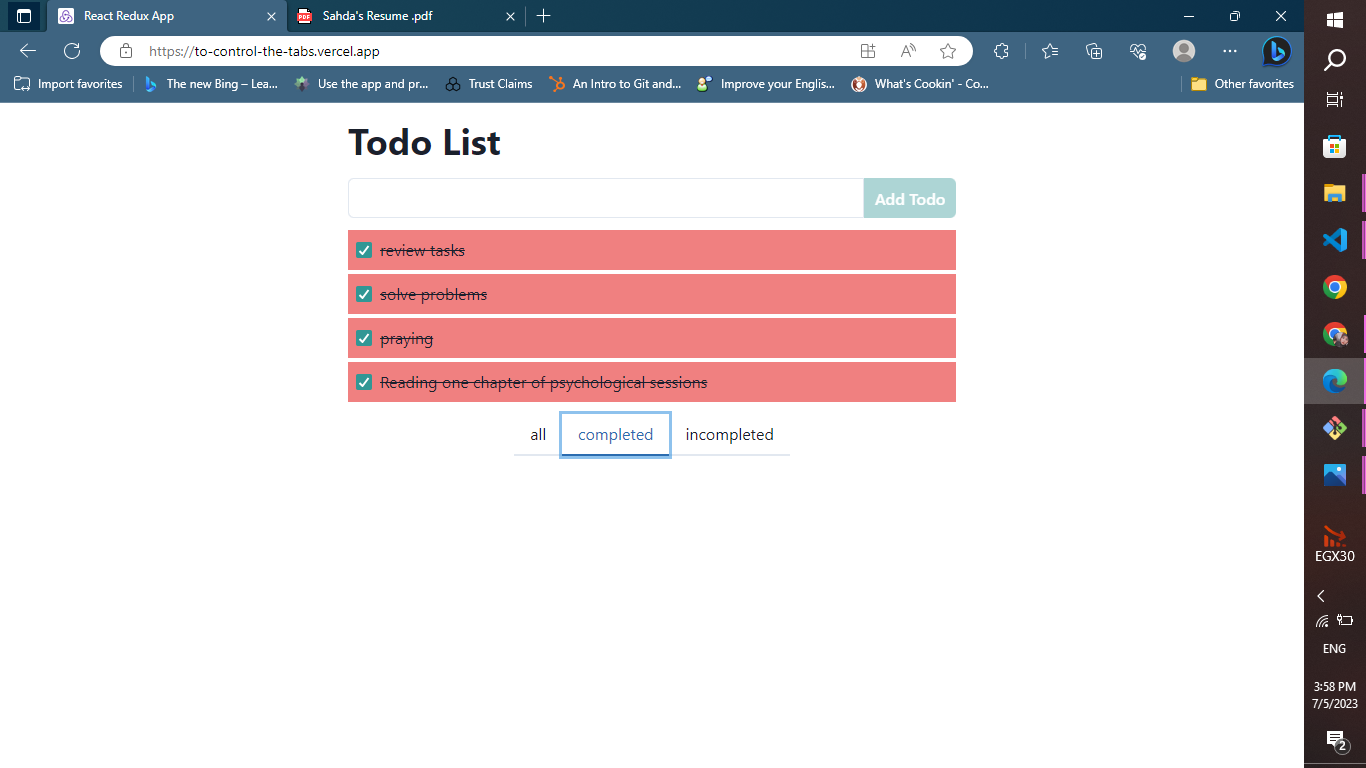 React Redux App
Sahda's Resume .pdf
https://to-control-the-tabs.vercel.app
Import favorites
The new Bing – Lea...
Use the app and pr...
Trust Claims
An Intro to Git and...
Improve your Englis...
What's Cookin' - Co...
Other favorites
Todo List
Add Todo
review tasks
solve problems
praying
Reading one chapter of psychological sessions
all
completed
incompleted
EGX30
ENG
3:58 PM
7/5/2023
2